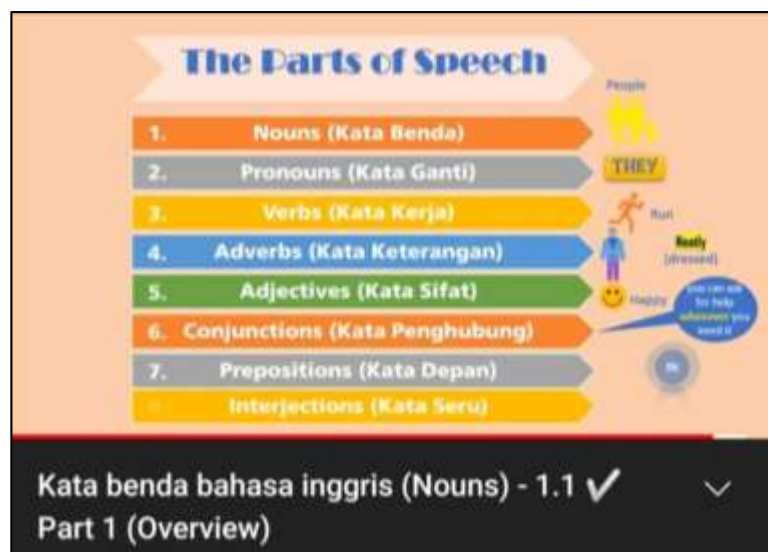 The Parts of Speech
People
1. Nouns (Kata Benda)
2. Pronouns (Kata Ganti)
THEY
3. Verbs (Kata Kerja)
Run
4. Adverbs (Kata Keterangan)
Neatly
[dressed]
5. Adjectives (Kata Sifat)
Happy
you can ask
for help
whenever you
need it
6. Conjunctions (Kata Penghubung)
7. Prepositions (Kata Depan)
IN
Interjections (Kata Seru)
Kata benda bahasa inggris (Nouns) - 1.1 ✔
Part 1 (Overview)